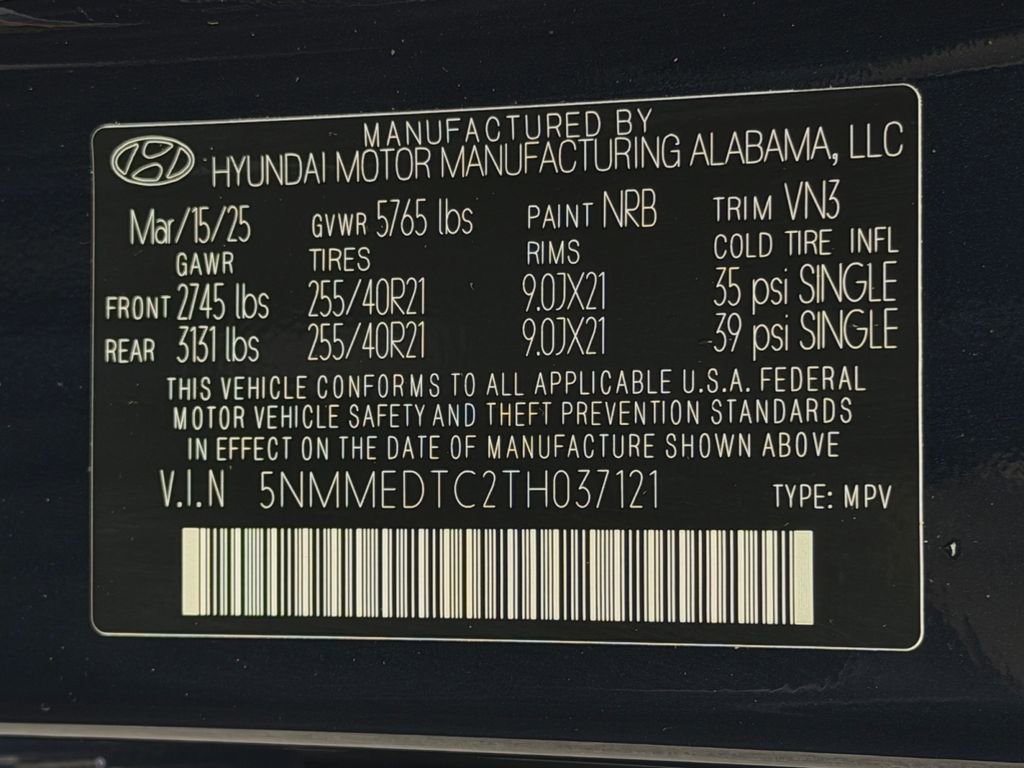 MANUFACTURED BY
HYUNDAI MOTOR MANUFACTURING ALABAMA, LLC
Mar/15/25 GVWR 5765 lbs PAINT NRB TRIM VN3
GAWR TIRES RIMS COLD TIRE INFL
FRONT 2745 lbs 255/40R21 9.0JX21 35 psi SINGLE
REAR 3131 lbs 255/40R21 9.0JX21 39 psi SINGLE
THIS VEHICLE CONFORMS TO ALL APPLICABLE U.S.A. FEDERAL
MOTOR VEHICLE SAFETY AND THEFT PREVENTION STANDARDS
IN EFFECT ON THE DATE OF MANUFACTURE SHOWN ABOVE
V.I.N 5NMMEDTC2TH037121 TYPE: MPV